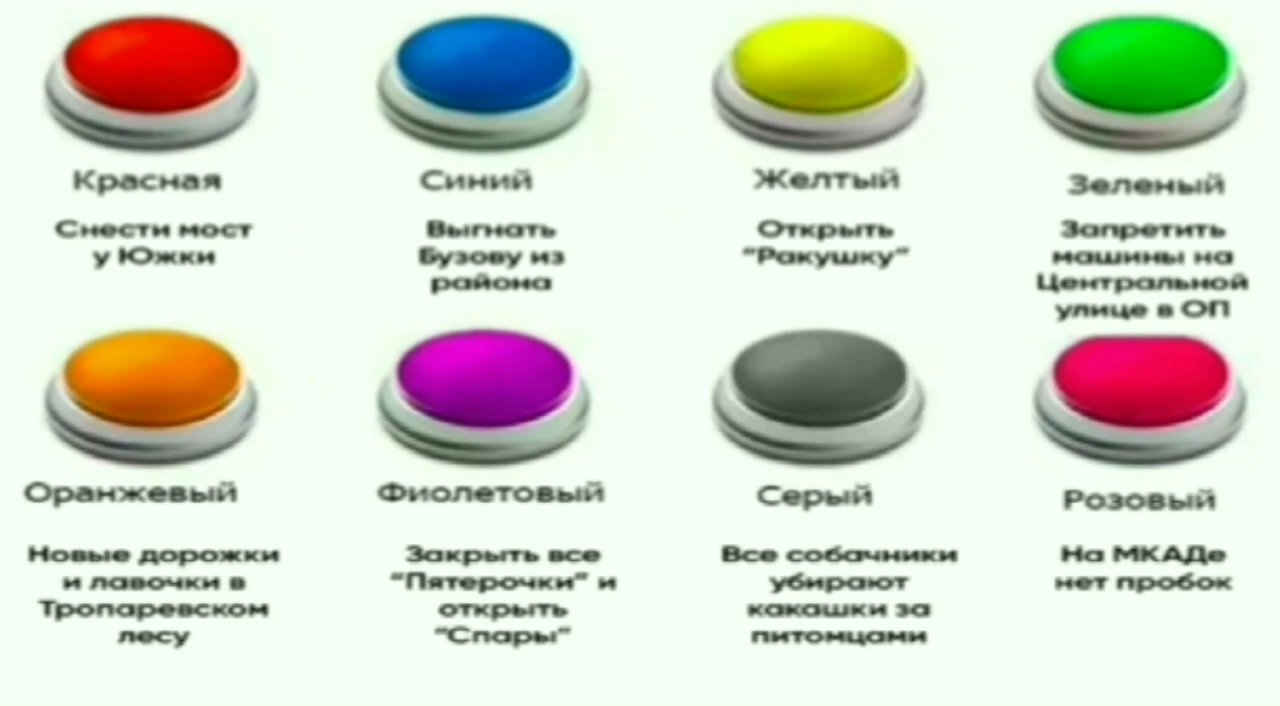 Красная
Синий
Желтый
Зеленый
Снести мост
у Южки
Выгнать
Бузову из
района
Открыть
"Ракушку"
Запретить
машины на
Центральной
улице в ОП
Оранжевый
Фиолетовый
Серый
Розовый
Новые дорожки
и лавочки в
Тропаревском
лесу
Закрыть все
"Пятерочки" и
открыть
"Спары"
Все собачники
убирают
какашки за
питомцами
На МКАДе
нет пробок